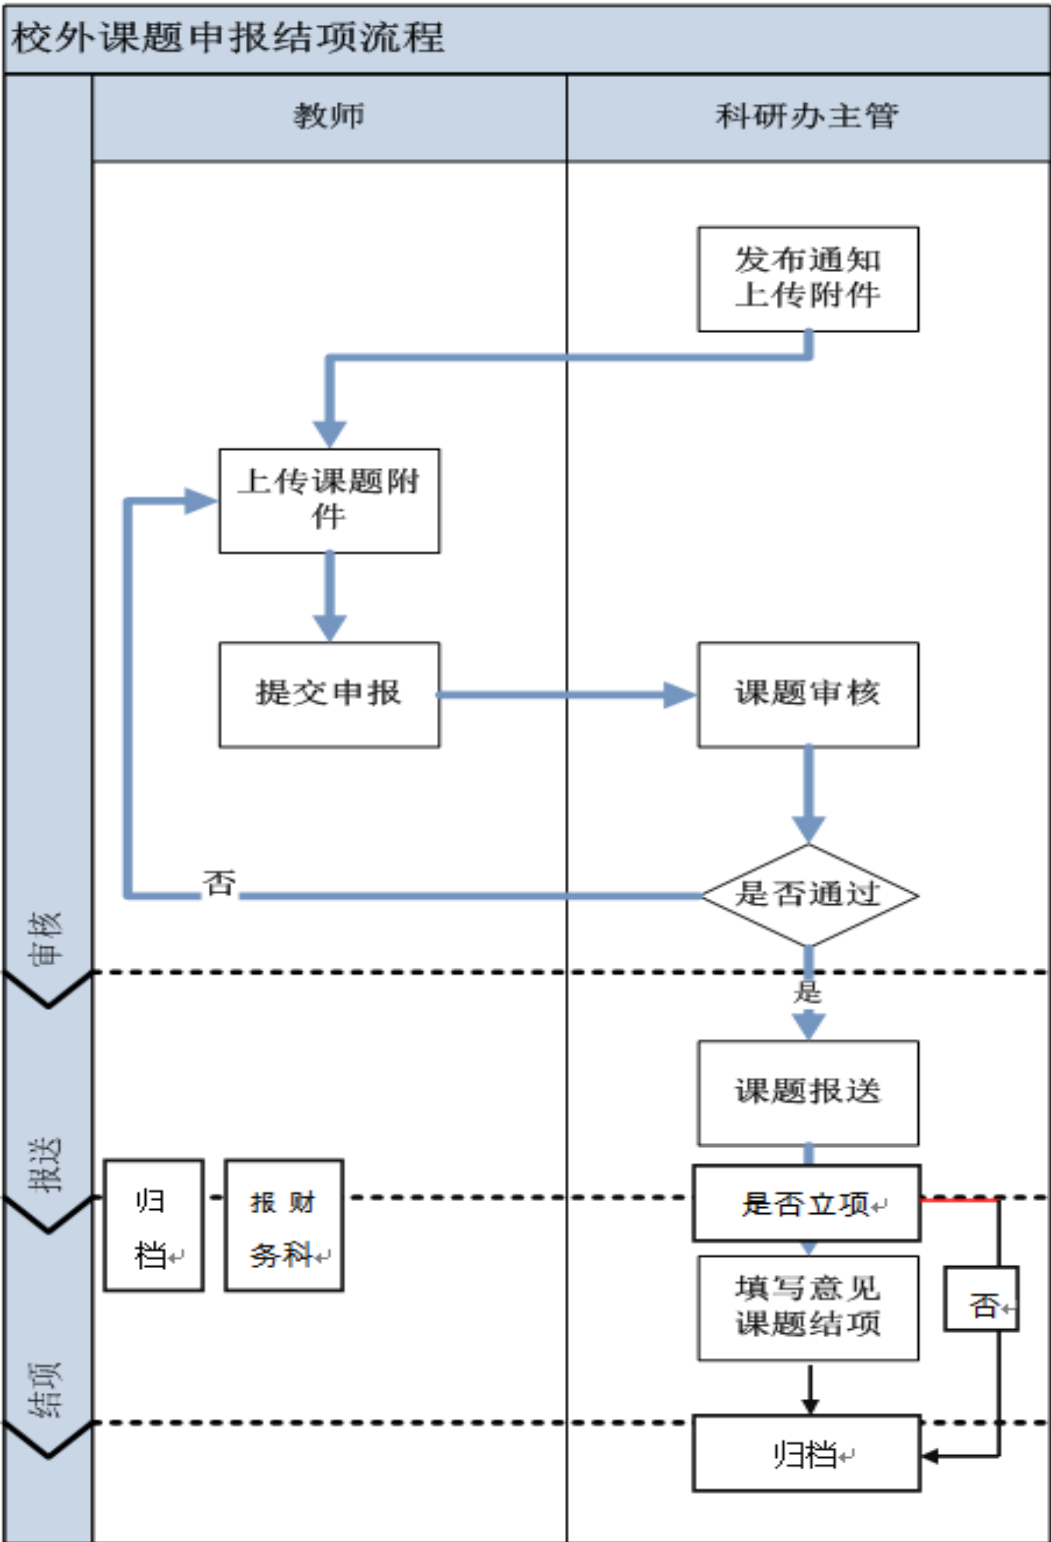 校外课题申报结项流程
教师
科研办主管
发布通知
上传附件
上传课题附
件
提交申报
课题审核
否
是否通过
审核
是
课题报送
报送
归
档↵
报 财
务科↵
是否立项↵
填写意见
课题结项
否↵
结项
归档↵